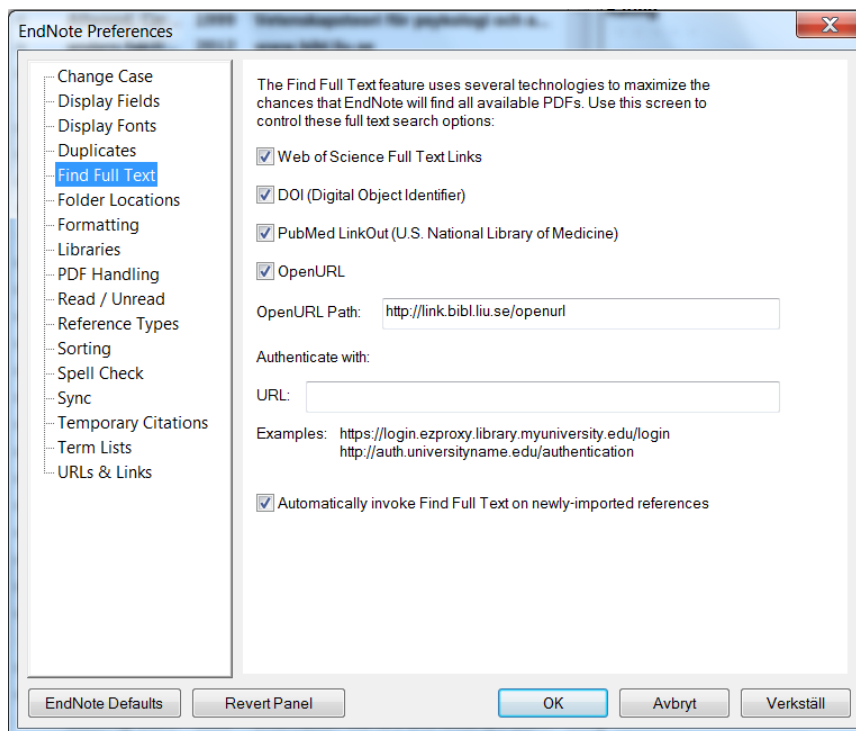 EndNote Preferences
Change Case
Display Fields
Display Fonts
Duplicates
Find Full Text
Folder Locations
Formatting
Libraries
PDF Handling
Read / Unread
Reference Types
Sorting
Spell Check
Sync
Temporary Citations
Term Lists
URLs & Links
The Find Full Text feature uses several technologies to maximize the
chances that EndNote will find all available PDFs. Use this screen to
control these full text search options:
Web of Science Full Text Links
DOI (Digital Object Identifier)
PubMed LinkOut (U.S. National Library of Medicine)
OpenURL
OpenURL Path: http://link.bibl.liu.se/openurl
Authenticate with:
URL:
Examples: https://login.ezproxy.library.myuniversity.edu/login
http://auth.universityname.edu/authentication
Automatically invoke Find Full Text on newly-imported references
EndNote Defaults Revert Panel OK Avbryt Verkställ